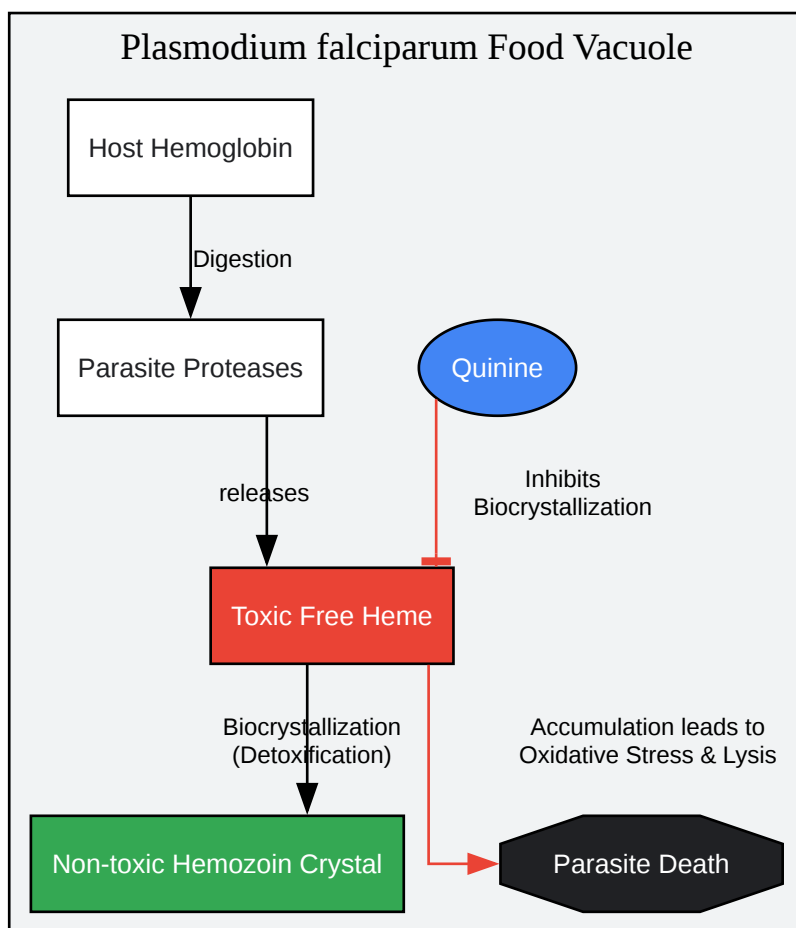 Plasmodium falciparum Food Vacuole
Host Hemoglobin
Digestion
Parasite Proteases
Quinine
releases
Inhibits
Biocrystallization
Toxic Free Heme
Biocrystallization
(Detoxification)
Accumulation leads to
Oxidative Stress & Lysis
Non-toxic Hemozoin Crystal
Parasite Death